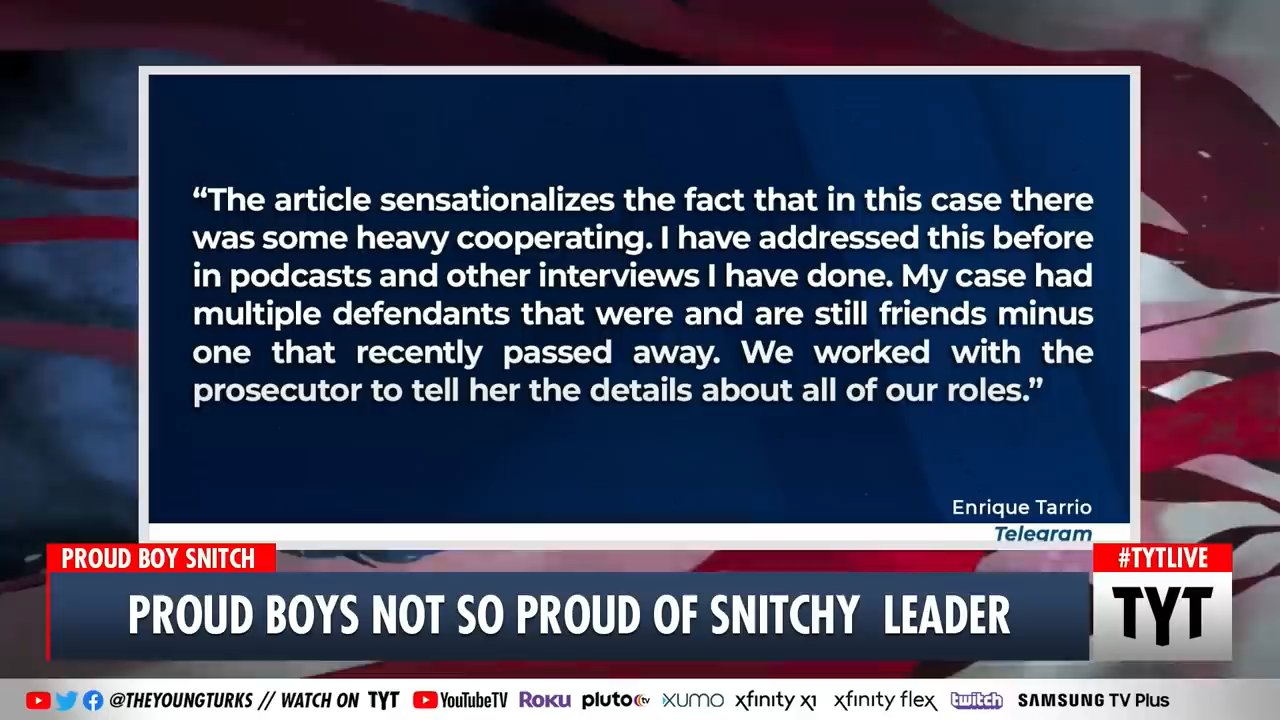 “The article sensationalizes the fact that in this case there
was some heavy cooperating. I have addressed this before
in podcasts and other interviews I have done. My case had
multiple defendants that were and are still friends minus
one that recently passed away. We worked with the
prosecutor to tell her the details about all of our roles.”
Enrique Tarrio
Telegram
PROUD BOY SNITCH
#TYTLIVE
PROUD BOYS NOT SO PROUD OF SNITCHY LEADER
TYT
@THEYOUNGTURKS // WATCH ON TYT YouTubeTV ROKU pluto tv XUMO xfinity x1 xfinity flex twitch SAMSUNG TV Plus